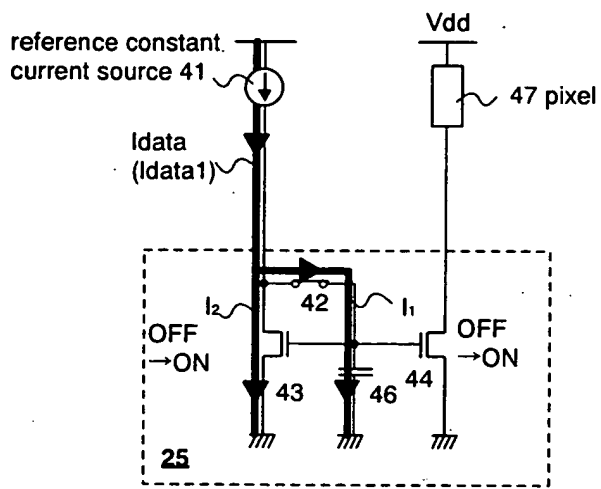 reference constant
current source 41
Vdd
47 pixel
Idata
(Idata1)
I2
42
I1
OFF
→ON
OFF
→ON
43
46
44
25